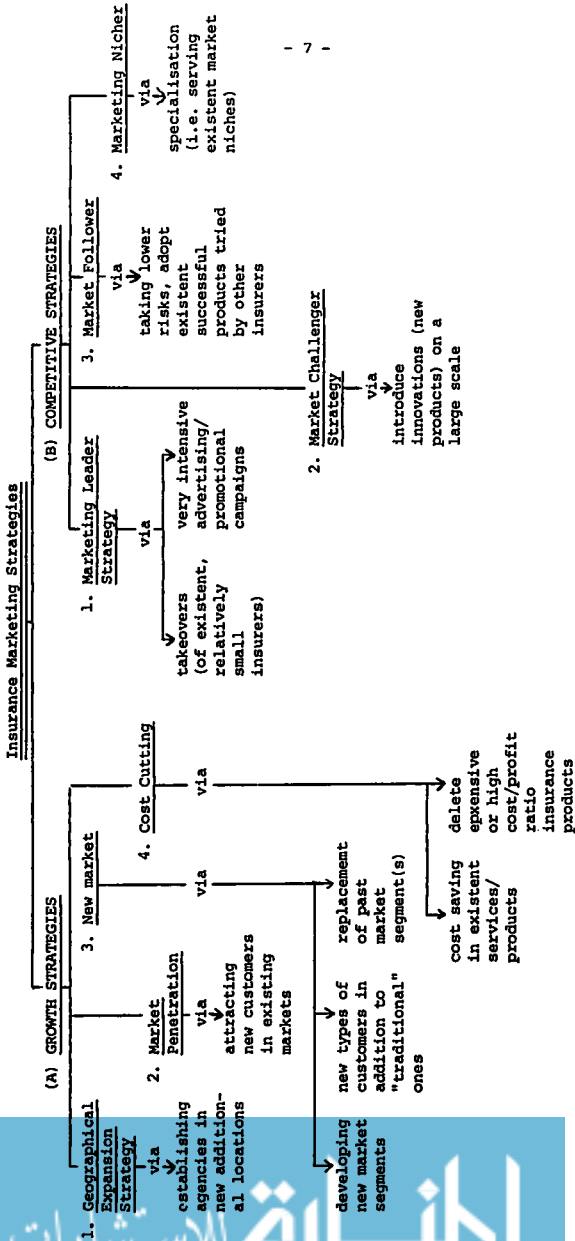 - 7 -
Insurance Marketing Strategies
(A) GROWTH STRATEGIES
1. Geographical
Expansion
Strategy
via
establishing
agencies in
new addition-
al locations
2. Market
Penetration
via
attracting
new customers
in existing
markets
3. New market
via
developing
new market
segments
new types of
customers in
addition to
"traditional"
ones
replacememt
of past
market
segment(s)
4. Cost Cutting
via
cost saving
in existent
services/
products
delete
epxensive
or high
cost/profit
ratio
insurance
products
(B) COMPETITIVE STRATEGIES
1. Marketing Leader
Strategy
via
takeovers
(of existent,
relatively
small
insurers)
very intensive
advertising/
promotional
campaigns
2. Market Challenger
Strategy
via
introduce
innovations (new
products) on a
large scale
3. Market Follower
via
taking lower
risks, adopt
existent
successful
products tried
by other
insurers
4. Marketing Nicher
via
specialisation
(i.e. serving
existent market
niches)